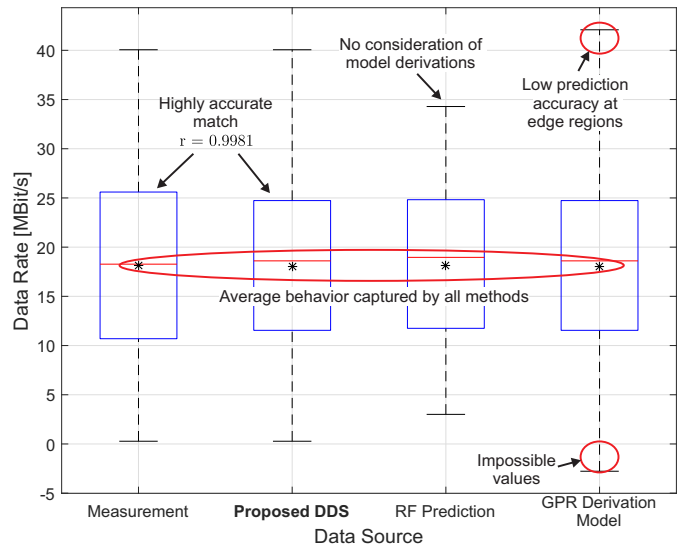 Data Rate [MBit/s]
40
35
30
25
20
15
10
5
0
-5
No consideration of
model derivations
Low prediction
accuracy at
edge regions
Highly accurate
match
r = 0.9981
Average behavior captured by all methods
Impossible
values
Measurement
Proposed DDS
RF Prediction
GPR Derivation
Model
Data Source